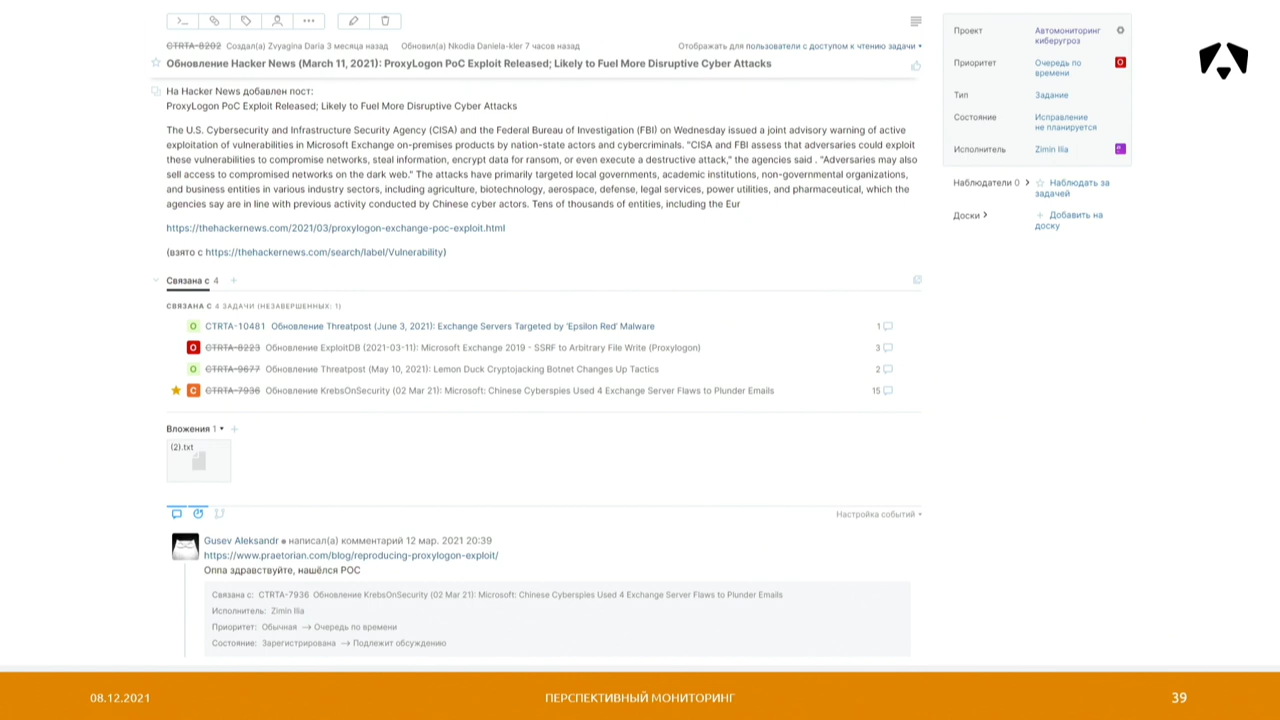 CTRTA-8202 Создал(а) Zvyagina Daria 3 месяца назад Обновил(а) Nkodia Daniela-kler 7 часов назад Отображать для пользователи с доступом к чтению задачи
Обновление Hacker News (March 11, 2021): ProxyLogon PoC Exploit Released; Likely to Fuel More Disruptive Cyber Attacks
На Hacker News добавлен пост:
ProxyLogon PoC Exploit Released; Likely to Fuel More Disruptive Cyber Attacks
The U.S. Cybersecurity and Infrastructure Security Agency (CISA) and the Federal Bureau of Investigation (FBI) on Wednesday issued a joint advisory warning of active
exploitation of vulnerabilities in Microsoft Exchange on-premises products by nation-state actors and cybercriminals. "CISA and FBI assess that adversaries could exploit
these vulnerabilities to compromise networks, steal information, encrypt data for ransom, or even execute a destructive attack," the agencies said . "Adversaries may also
sell access to compromised networks on the dark web." The attacks have primarily targeted local governments, academic institutions, non-governmental organizations,
and business entities in various industry sectors, including agriculture, biotechnology, aerospace, defense, legal services, power utilities, and pharmaceutical, which the
agencies say are in line with previous activity conducted by Chinese cyber actors. Tens of thousands of entities, including the Eur
https://thehackernews.com/2021/03/proxylogon-exchange-poc-exploit.html
(взято с https://thehackernews.com/search/label/Vulnerability)
Связана с 4 +
СВЯЗАНА С 4 ЗАДАЧИ (НЕЗАВЕРШЕННЫХ: 1)
O CTRTA-10481 Обновление Threatpost (June 3, 2021): Exchange Servers Targeted by 'Epsilon Red' Malware 1
O CTRTA-8223 Обновление ExploitDB (2021-03-11): Microsoft Exchange 2019 - SSRF to Arbitrary File Write (Proxylogon) 3
O CTRTA-9677 Обновление Threatpost (May 10, 2021): Lemon Duck Cryptojacking Botnet Changes Up Tactics 2
C CTRTA-7936 Обновление KrebsOnSecurity (02 Mar 21): Microsoft: Chinese Cyberspies Used 4 Exchange Server Flaws to Plunder Emails 15
Вложения 1 +
(2).txt
Настройка событий
Gusev Aleksandr написал(а) комментарий 12 мар. 2021 20:39
https://www.praetorian.com/blog/reproducing-proxylogon-exploit/
Оппа здравствуйте, нашёлся POC
Связана с: CTRTA-7936 Обновление KrebsOnSecurity (02 Mar 21): Microsoft: Chinese Cyberspies Used 4 Exchange Server Flaws to Plunder Emails
Исполнитель: Zimin Ilia
Приоритет: Обычная → Очередь по времени
Состояние: Зарегистрирована → Подлежит обсуждению
Проект Автомониторинг
киберугроз
Приоритет Очередь по O
времени
Тип Задание
Состояние Исправление
не планируется
Исполнитель Zimin Ilia
Наблюдатели 0 Наблюдать за
задачей
Доски + Добавить на
доску
08.12.2021 ПЕРСПЕКТИВНЫЙ МОНИТОРИНГ 39